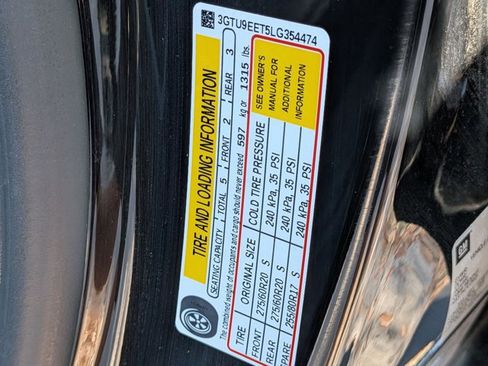 3GTU9EET5LG354474
TIRE AND LOADING INFORMATION
SEATING CAPACITY TOTAL 5 FRONT 2 REAR 3
The combined weight of occupants and cargo should never exceed 597 kg or 1315 lbs.
TIRE ORIGINAL SIZE COLD TIRE PRESSURE
FRONT 275/60R20 S 240 kPa, 35 PSI
REAR 275/60R20 S 240 kPa, 35 PSI
SPARE 255/80R17 S 240 kPa, 35 PSI
SEE OWNER'S
MANUAL FOR
ADDITIONAL
INFORMATION
GM